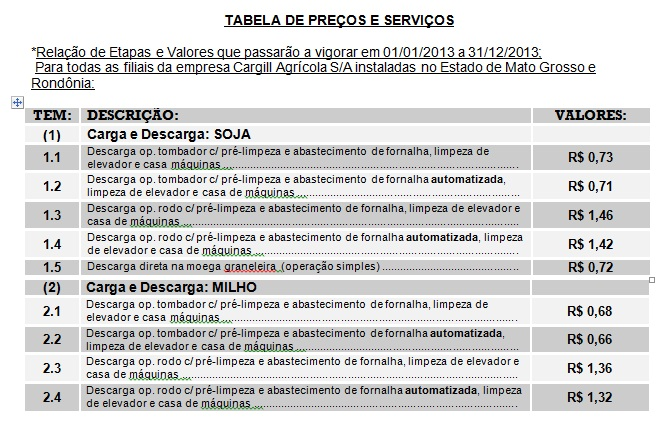 TABELA DE PREÇOS E SERVIÇOS
*Relação de Etapas e Valores que passarão a vigorar em 01/01/2013 a 31/12/2013;
Para todas as filiais da empresa Cargill Agrícola S/A instaladas no Estado de Mato Grosso e
Rondônia:
TEM: DESCRIÇÃO: VALORES:
(1) Carga e Descarga: SOJA
1.1 Descarga op. tombador c/ pré-limpeza e abastecimento de fornalha, limpeza de
elevador e casa máquinas ... R$ 0,73
1.2 Descarga op. tombador c/ pré-limpeza e abastecimento de fornalha automatizada,
limpeza de elevador e casa de máquinas ... R$ 0,71
1.3 Descarga op. rodo c/ pré-limpeza e abastecimento de fornalha, limpeza de elevador e
casa de máquinas ... R$ 1,46
1.4 Descarga op. rodo c/ pré-limpeza e abastecimento de fornalha automatizada, limpeza
de elevador e casa de máquinas ... R$ 1,42
1.5 Descarga direta na moega graneleira (operação simples) ... R$ 0,72
(2) Carga e Descarga: MILHO
2.1 Descarga op. tombador c/ pré-limpeza e abastecimento de fornalha, limpeza de
elevador e casa máquinas ... R$ 0,68
2.2 Descarga op. tombador c/ pré-limpeza e abastecimento de fornalha automatizada,
limpeza de elevador e casa de máquinas ... R$ 0,66
2.3 Descarga op. rodo c/ pré-limpeza e abastecimento de fornalha, limpeza de elevador e
casa de máquinas ... R$ 1,36
2.4 Descarga op. rodo c/ pré-limpeza e abastecimento de fornalha automatizada, limpeza
de elevador e casa de máquinas ... R$ 1,32